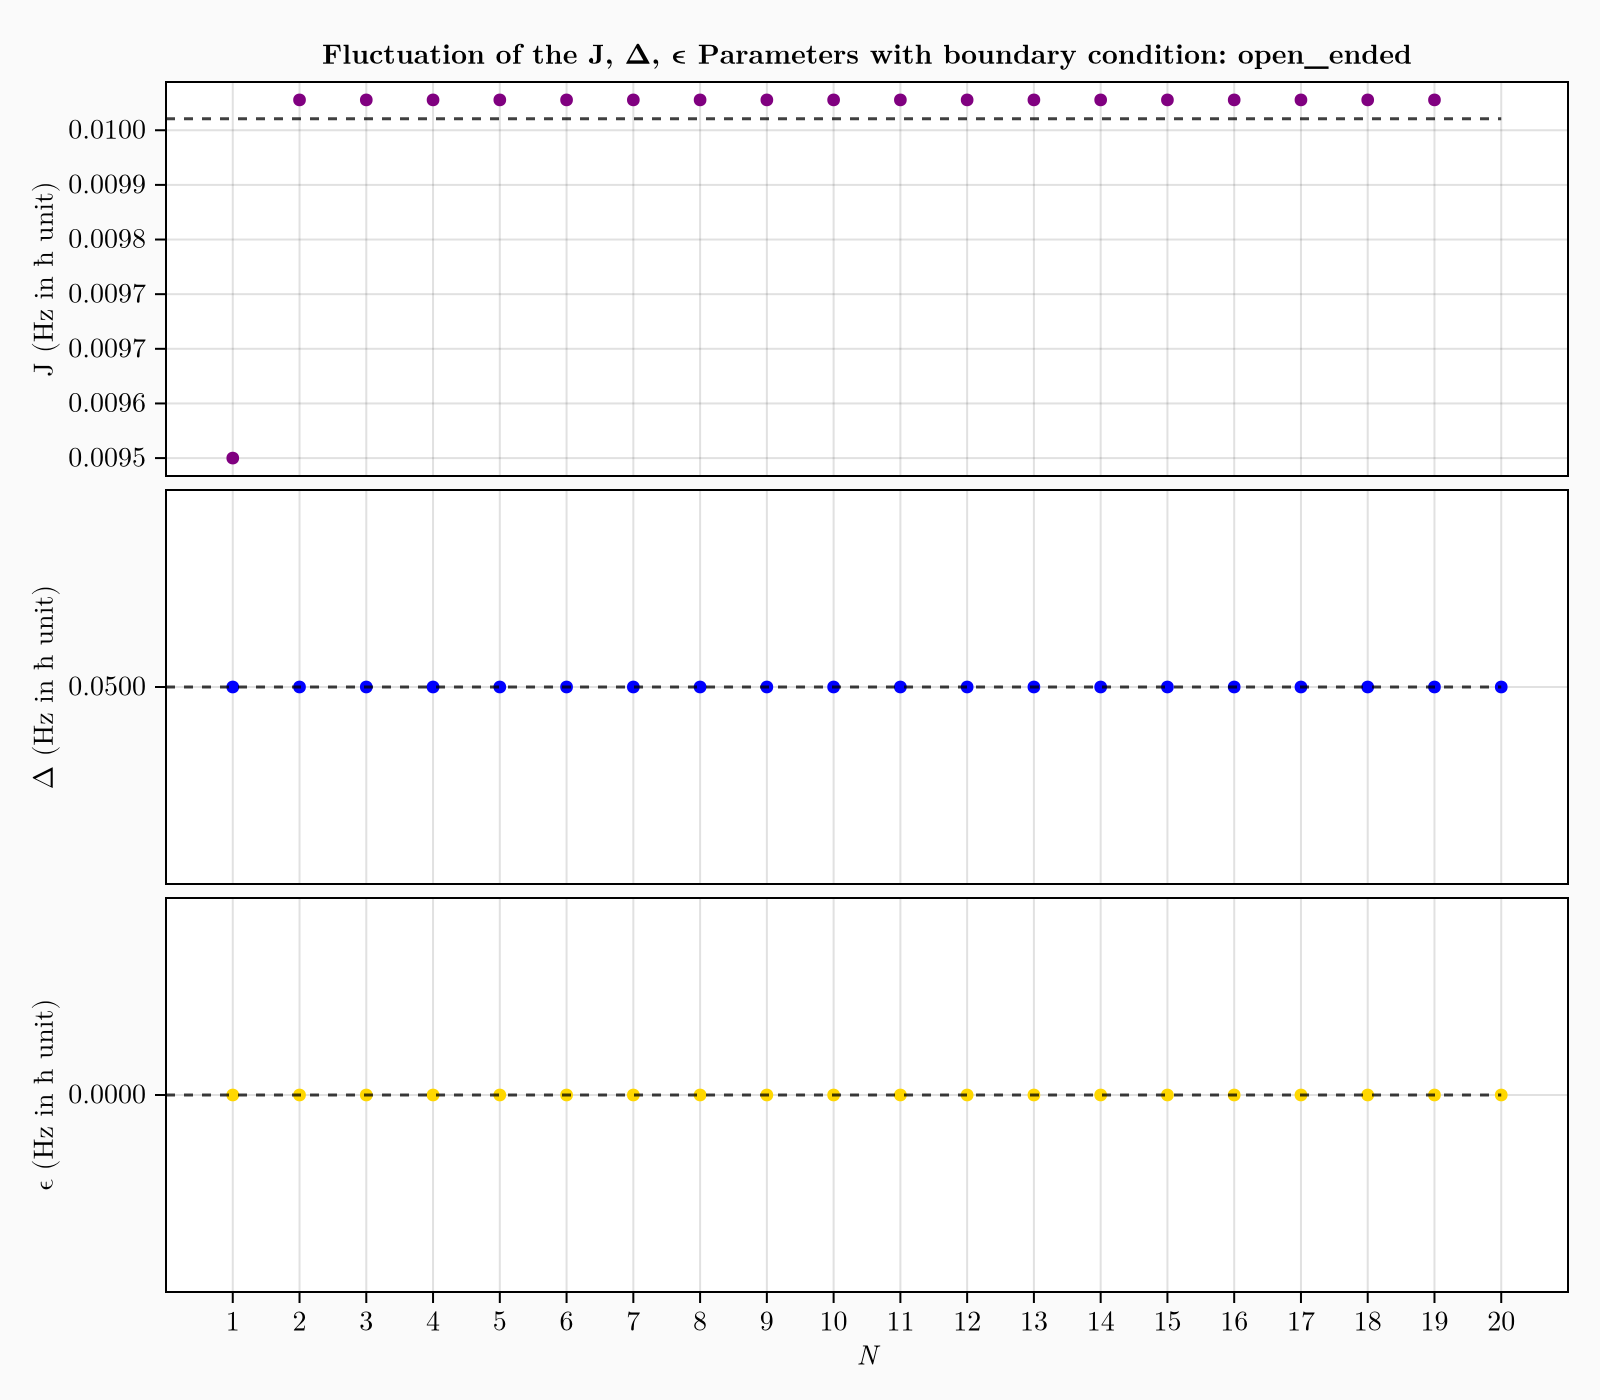 Fluctuation of the J, Δ, ϵ Parameters with boundary condition: open_ended
J (Hz in ħ unit)
0.0100
0.0099
0.0098
0.0097
0.0097
0.0096
0.0095
Δ (Hz in ħ unit)
0.0500
ϵ (Hz in ħ unit)
0.0000
1 2 3 4 5 6 7 8 9 10 11 12 13 14 15 16 17 18 19 20
N